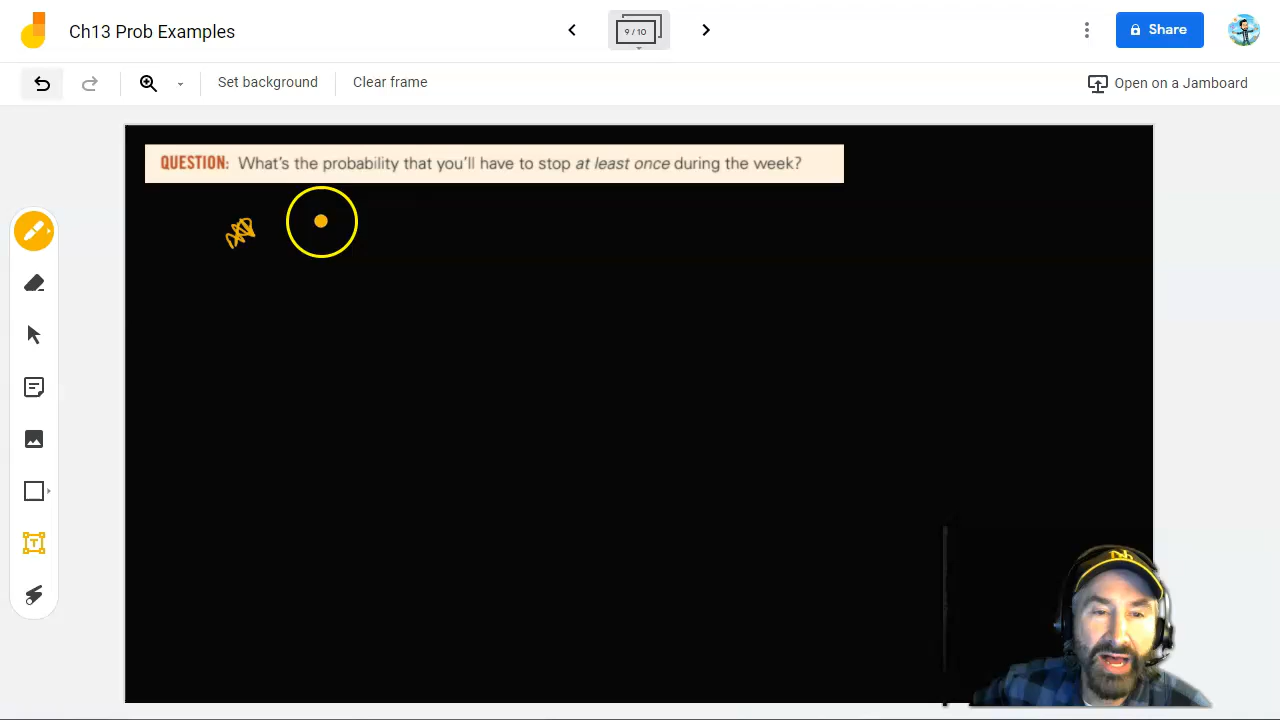 Ch13 Prob Examples
9 / 10
Share
Set background
Clear frame
Open on a Jamboard
QUESTION: What's the probability that you'll have to stop at least once during the week?
T